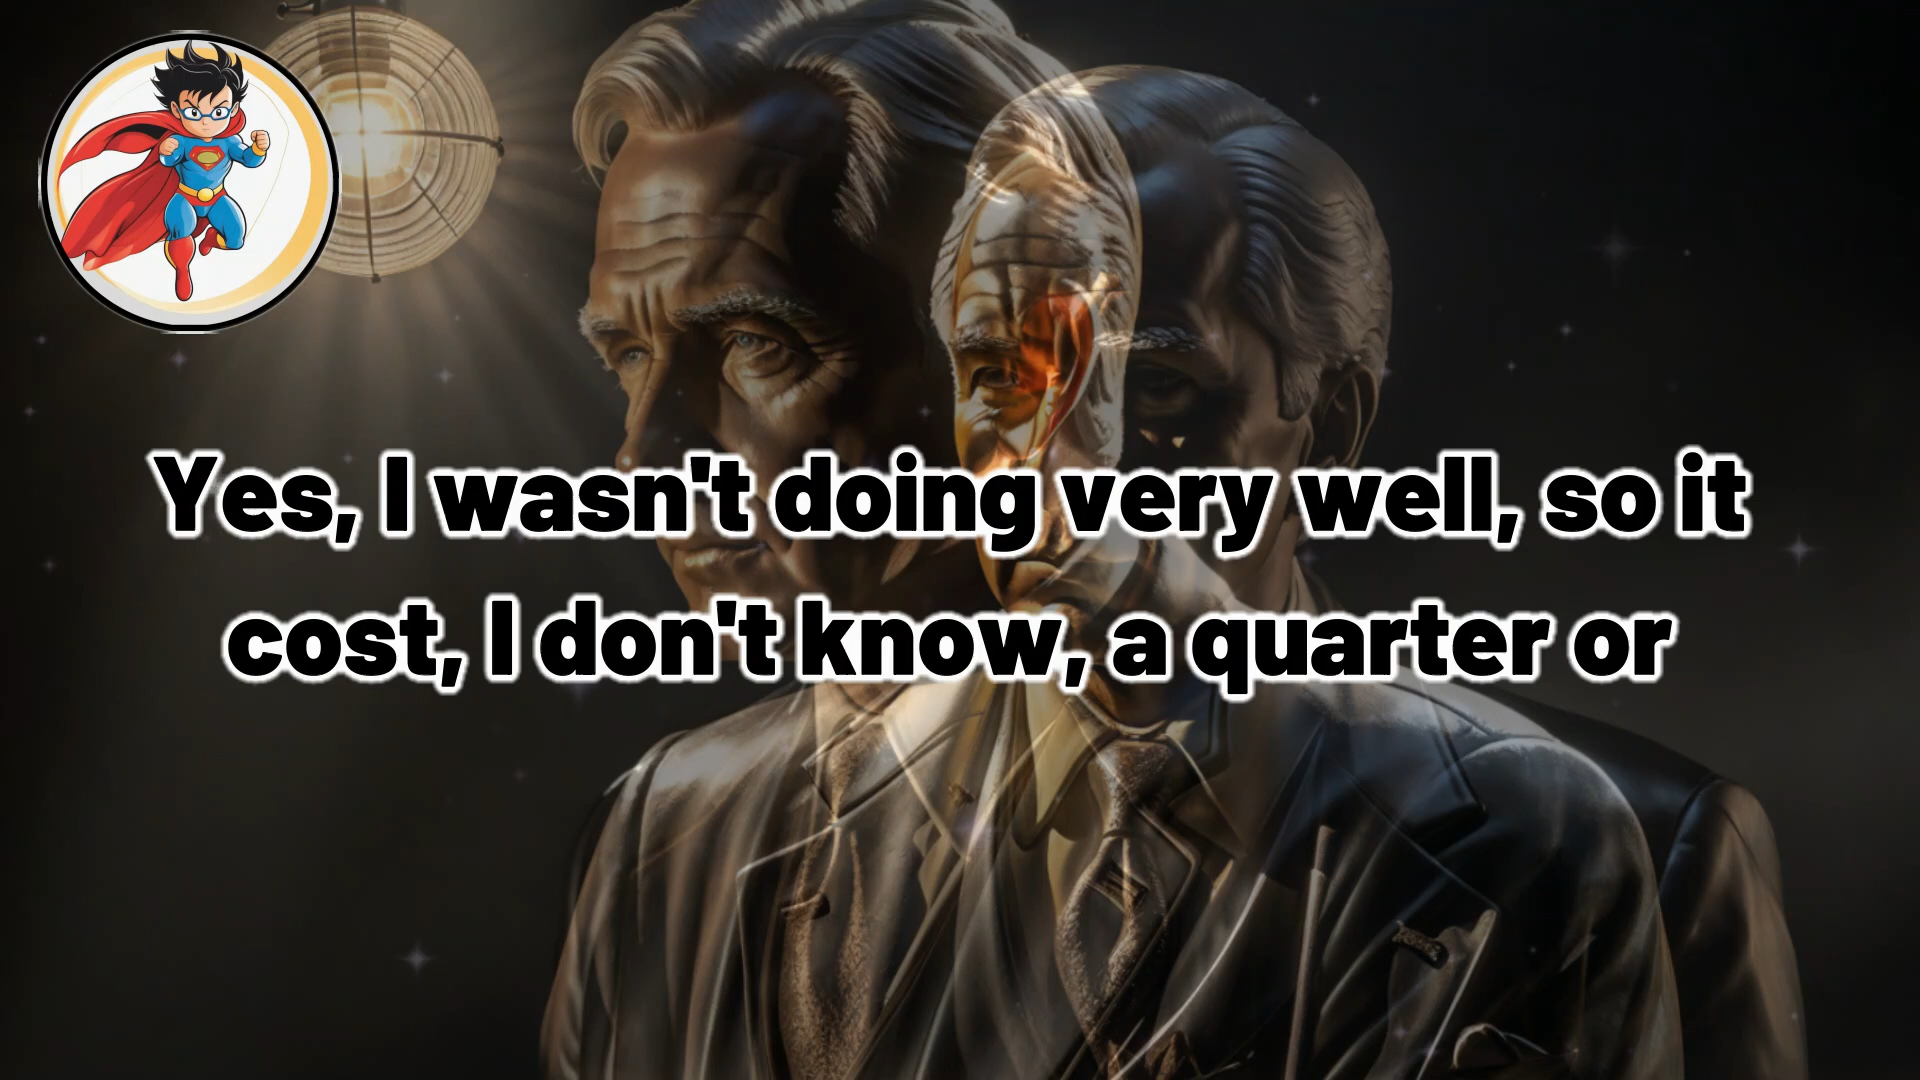 Yes, I wasn't doing very well, so it
cost, I don't know, a quarter or